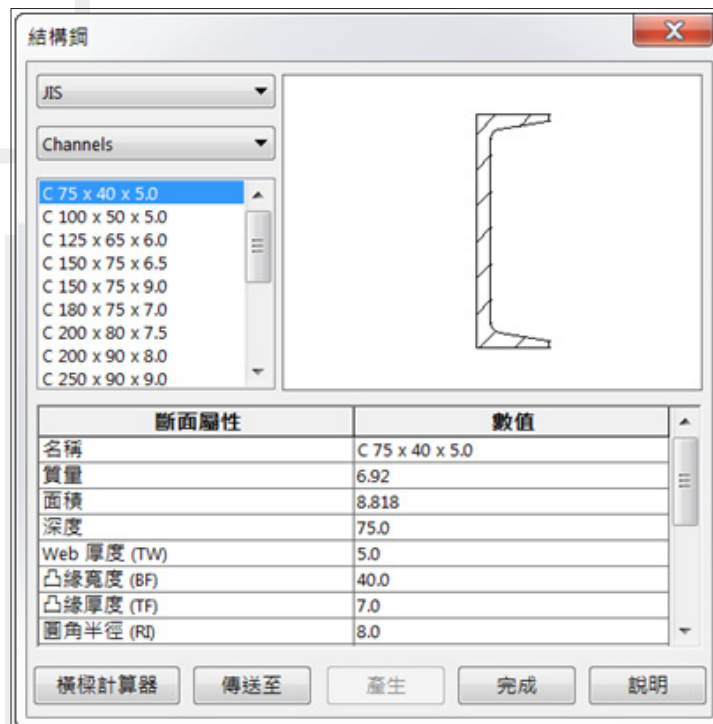 結構鋼
JIS
Channels
C 75 x 40 x 5.0
C 100 x 50 x 5.0
C 125 x 65 x 6.0
C 150 x 75 x 6.5
C 150 x 75 x 9.0
C 180 x 75 x 7.0
C 200 x 80 x 7.5
C 200 x 90 x 8.0
C 250 x 90 x 9.0
斷面屬性 數值
名稱 C 75 x 40 x 5.0
質量 6.92
面積 8.818
深度 75.0
Web 厚度 (TW) 5.0
凸緣寬度 (BF) 40.0
凸緣厚度 (TF) 7.0
圓角半徑 (RI) 8.0
橫樑計算器 傳送至 產生 完成 說明